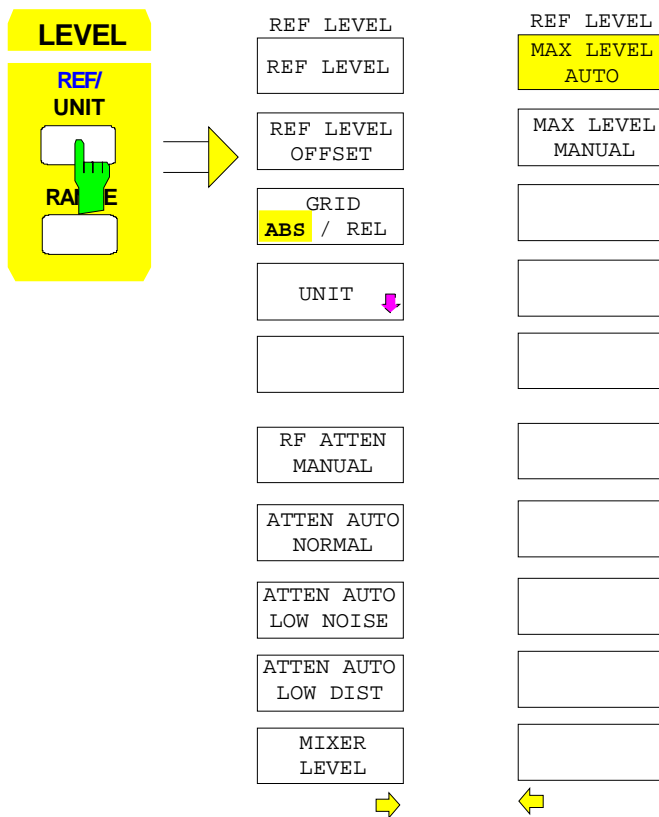 LEVEL
REF/
UNIT
REF LEVEL
REF LEVEL
REF LEVEL
OFFSET
GRID
ABS / REL
UNIT
RF ATTEN
MANUAL
ATTEN AUTO
NORMAL
ATTEN AUTO
LOW NOISE
ATTEN AUTO
LOW DIST
MIXER
LEVEL
REF LEVEL
MAX LEVEL
AUTO
MAX LEVEL
MANUAL